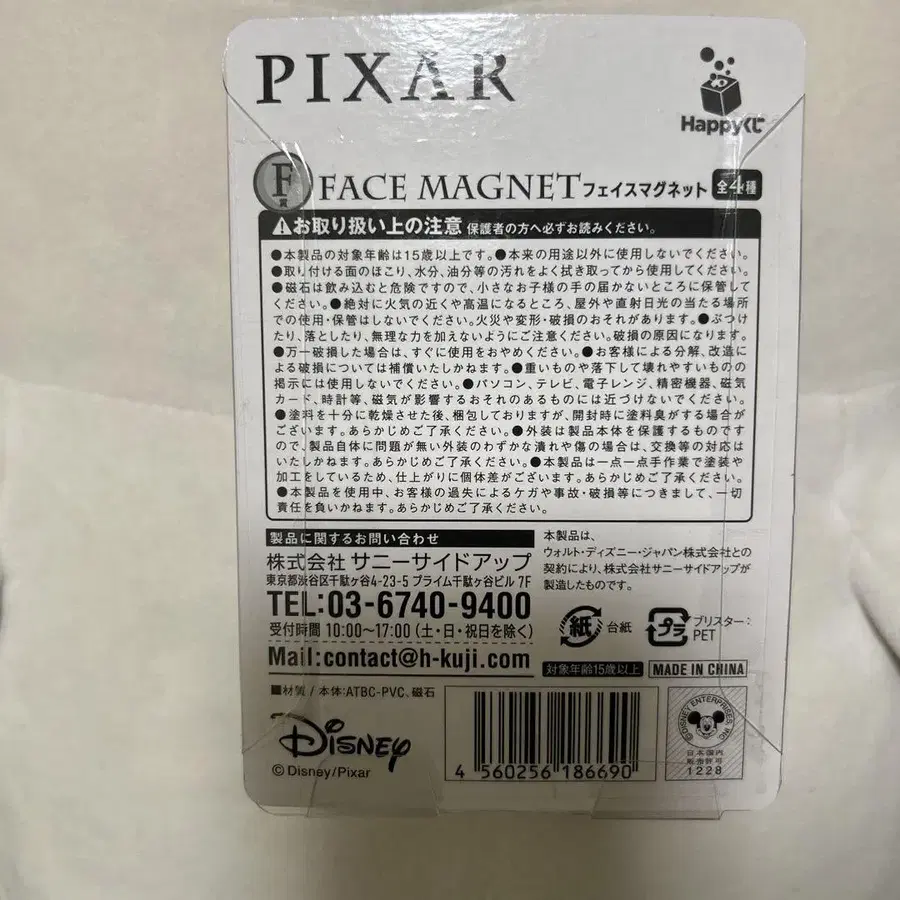 PIXAR
Happyくじ
F賞 FACE MAGNET フェイスマグネット 全4種
お取り扱い上の注意 保護者の方へ必ずお読みください。
●本製品の対象年齢は15歳以上です。●本来の用途以外に使用しないでください。
●取り付ける面のほこり、水分、油分等の汚れをよく拭き取ってから使用してください。
●磁石は飲み込むと危険ですので、小さなお子様の手の届かないところに保管して
ください。●絶対に火気の近くや高温になるところ、屋外や直射日光の当たる場所
での使用・保管はしないでください。火災や変形・破損のおそれがあります。●ぶつけ
たり、落としたり、無理な力を加えないようにご注意ください。破損の原因になります。
●万一破損した場合は、すぐに使用をおやめください。●お客様による分解、改造に
よる破損については補償いたしかねます。●重いものや落下して壊れやすいものの
掲示には使用しないでください。●パソコン、テレビ、電子レンジ、精密機器、磁気
カード、時計等、磁気が影響するおそれのあるものには近づけないでください。
●塗料を十分に乾燥させた後、梱包しておりますが、開封時に塗料臭がする場合が
ございます。あらかじめご了承ください。●外装は製品本体を保護するものです
ので、製品自体に問題が無い外装のわずかな潰れや傷の場合は、交換等の対応は
いたしかねます。あらかじめご了承ください。●本製品は一点一点手作業で塗装や
加工をしているため、仕上がりに個体差がございます。あらかじめご了承ください。
●本製品を使用中、お客様の過失によるケガや事故・破損等につきまして、一切
責任を負いかねます。あらかじめご了承ください。
製品に関するお問い合わせ
株式会社 サニーサイドアップ
東京都渋谷区千駄ヶ谷4-23-5 プライム千駄ヶ谷ビル 7F
TEL:03-6740-9400
受付時間 10:00〜17:00(土・日・祝日を除く)
Mail:contact@h-kuji.com
本製品は、
ウォルト・ディズニー・ジャパン株式会社との
契約により、株式会社サニーサイドアップが
製造したものです。
紙 台紙 プラ ブリスター:
PET
対象年齢15歳以上 MADE IN CHINA
■材質 / 本体:ATBC-PVC、磁石
Disney
© Disney/Pixar
4 560256 186690
©DISNEY ENTERPRISES, INC.
日本国内
販売許可
1228